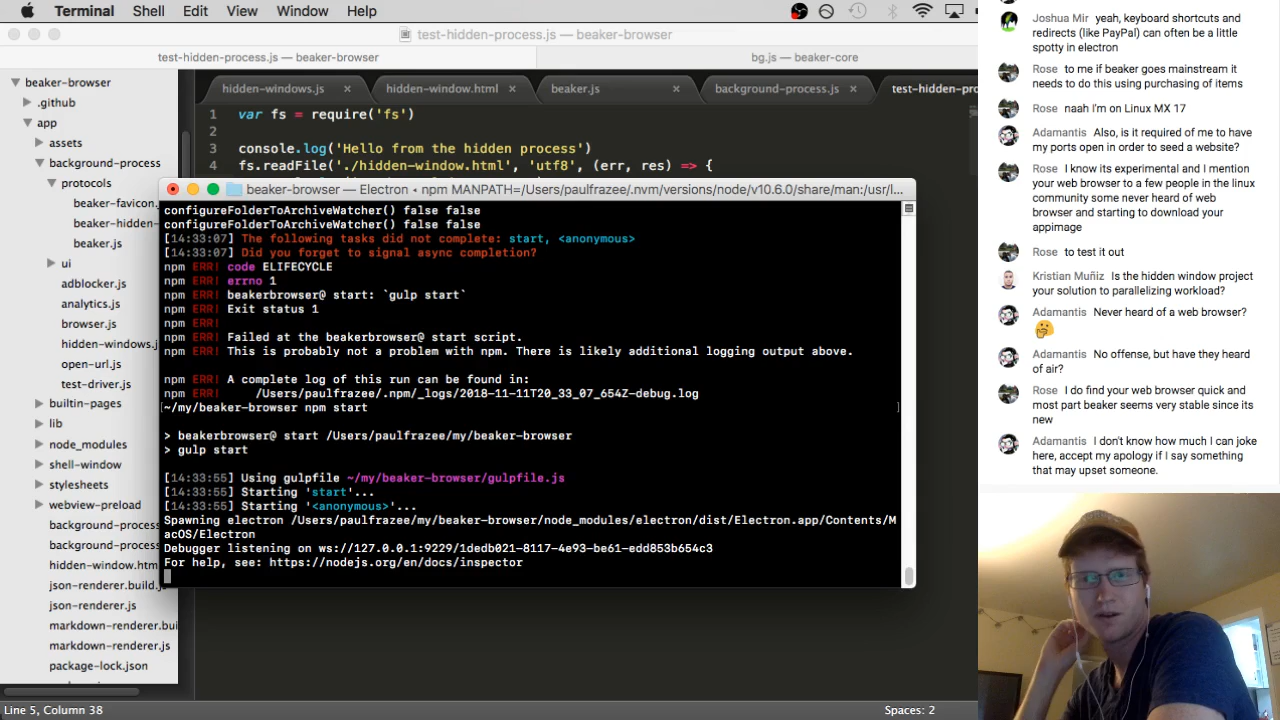 Terminal Shell Edit View Window Help
test-hidden-process.js — beaker-browser
test-hidden-process.js — beaker-browser
bg.js — beaker-core
beaker-browser
.github
app
assets
background-process
protocols
beaker-favicon.
beaker-hidden-
beaker.js
ui
adblocker.js
analytics.js
browser.js
hidden-windows.j
open-url.js
test-driver.js
builtin-pages
lib
node_modules
shell-window
stylesheets
webview-preload
background-proces
background-proces
hidden-window.htm
json-renderer.build.j
json-renderer.js
markdown-renderer.bui
markdown-renderer.js
package-lock.json
hidden-windows.js
hidden-window.html
beaker.js
background-process.js
test-hidden-pro
1 var fs = require('fs')
2
3 console.log('Hello from the hidden process')
4 fs.readFile('./hidden-window.html', 'utf8', (err, res) => {
beaker-browser — Electron ◂ npm MANPATH=/Users/paulfrazee/.nvm/versions/node/v10.6.0/share/man:/usr/l...
configureFolderToArchiveWatcher() false false
configureFolderToArchiveWatcher() false false
[14:33:07] The following tasks did not complete: start, <anonymous>
[14:33:07] Did you forget to signal async completion?
npm ERR! code ELIFECYCLE
npm ERR! errno 1
npm ERR! beakerbrowser@ start: `gulp start`
npm ERR! Exit status 1
npm ERR!
npm ERR! Failed at the beakerbrowser@ start script.
npm ERR! This is probably not a problem with npm. There is likely additional logging output above.
npm ERR! A complete log of this run can be found in:
npm ERR!     /Users/paulfrazee/.npm/_logs/2018-11-11T20_33_07_654Z-debug.log
[~/my/beaker-browser npm start ]
> beakerbrowser@ start /Users/paulfrazee/my/beaker-browser
> gulp start
[14:33:55] Using gulpfile ~/my/beaker-browser/gulpfile.js
[14:33:55] Starting 'start'...
[14:33:55] Starting '<anonymous>'...
Spawning electron /Users/paulfrazee/my/beaker-browser/node_modules/electron/dist/Electron.app/Contents/M
acOS/Electron
Debugger listening on ws://127.0.0.1:9229/1dedb021-8117-4e93-be61-edd853b654c3
For help, see: https://nodejs.org/en/docs/inspector
Line 5, Column 38
Spaces: 2
Joshua Mir yeah, keyboard shortcuts and
redirects (like PayPal) can often be a little
spotty in electron
Rose to me if beaker goes mainstream it
needs to do this using purchasing of items
Rose naah I'm on Linux MX 17
Adamantis Also, is it required of me to have
my ports open in order to seed a website?
Rose I know its experimental and I mention
your web browser to a few people in the linux
community some never heard of web
browser and starting to download your
appimage
Rose to test it out
Kristian Muñiz Is the hidden window project
your solution to parallelizing workload?
Adamantis Never heard of a web browser?
🤔
Adamantis No offense, but have they heard
of air?
Rose I do find your web browser quick and
most part beaker seems very stable since its
new
Adamantis I don't know how much I can joke
here, accept my apology if I say something
that may upset someone.